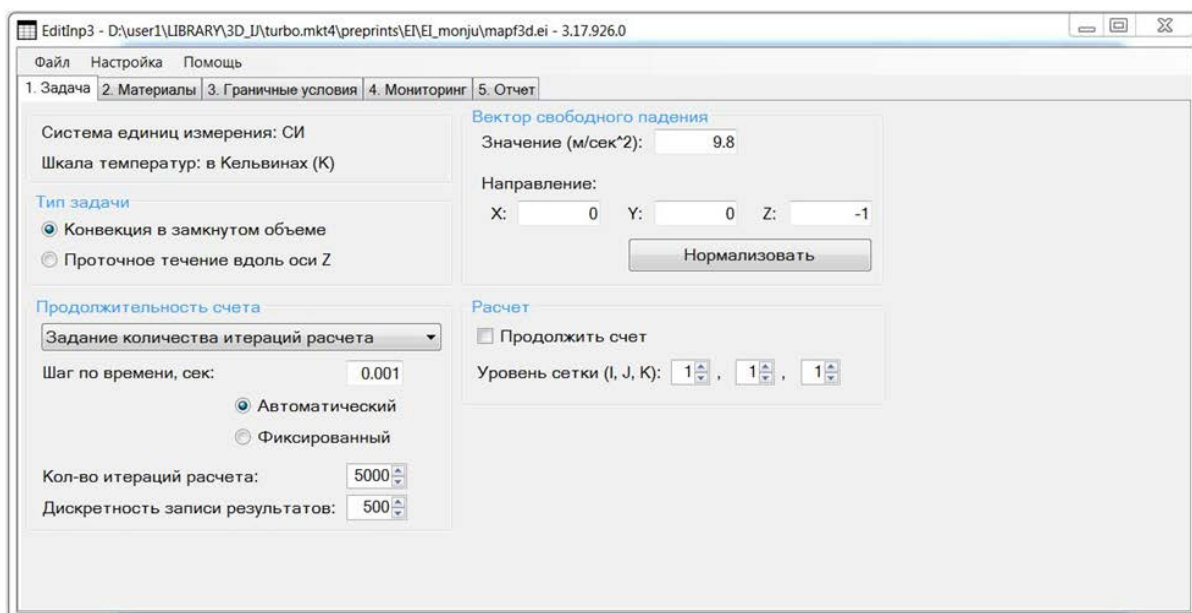 EditInp3 - D:\user1\LIBRARY\3D_IJ\turbo.mkt4\preprints\EI\EI_monju\mapf3d.ei - 3.17.926.0
Файл Настройка Помощь
1. Задача 2. Материалы 3. Граничные условия 4. Мониторинг 5. Отчет
Система единиц измерения: СИ
Шкала температур: в Кельвинах (К)
Тип задачи
Конвекция в замкнутом объеме
Проточное течение вдоль оси Z
Продолжительность счета
Задание количества итераций расчета
Шаг по времени, сек: 0.001
Автоматический
Фиксированный
Кол-во итераций расчета: 5000
Дискретность записи результатов: 500
Вектор свободного падения
Значение (м/сек^2): 9.8
Направление:
X: 0 Y: 0 Z: -1
Нормализовать
Расчет
Продолжить счет
Уровень сетки (I, J, K): 1 , 1 , 1